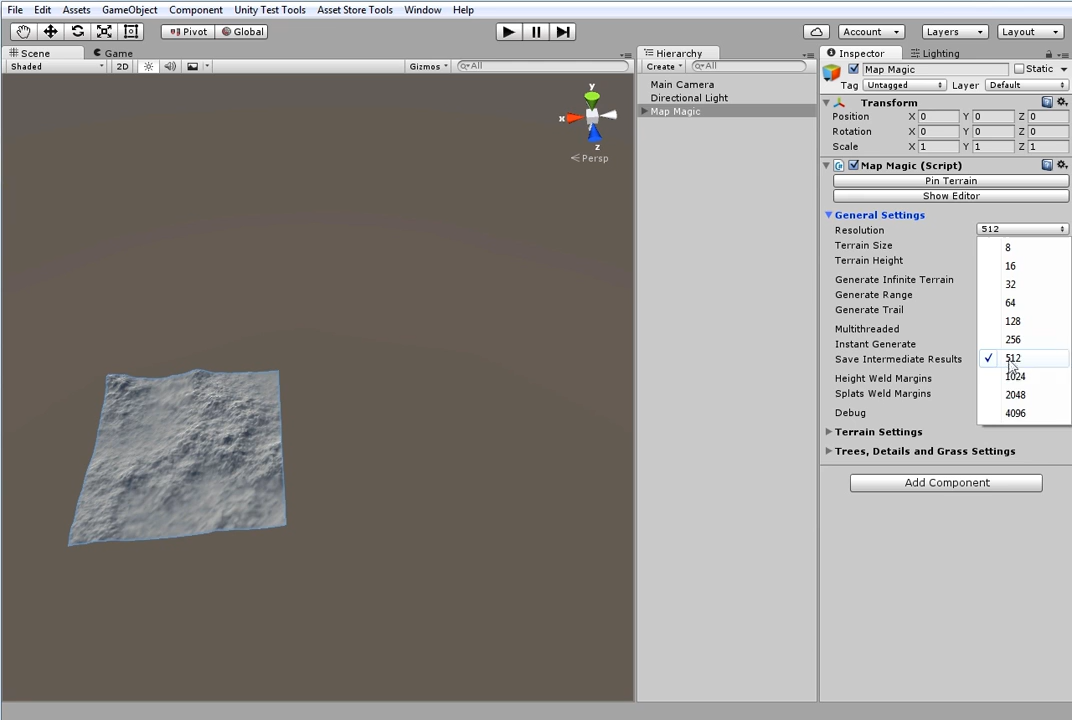 File Edit Assets GameObject Component Unity Test Tools Asset Store Tools Window Help
Pivot Global Account Layers Layout
Scene Game Hierarchy Inspector Lighting
Shaded 2D Gizmos All Create All
Map Magic Static
Tag Untagged Layer Default
Main Camera
Directional Light
Map Magic
y
x
z
Persp
Transform
Position X 0 Y 0 Z 0
Rotation X 0 Y 0 Z 0
Scale X 1 Y 1 Z 1
Map Magic (Script)
Pin Terrain
Show Editor
General Settings
Resolution 512
Terrain Size
Terrain Height
Generate Infinite Terrain
Generate Range
Generate Trail
Multithreaded
Instant Generate
Save Intermediate Results
Height Weld Margins
Splats Weld Margins
Debug
8
16
32
64
128
256
512
1024
2048
4096
Terrain Settings
Trees, Details and Grass Settings
Add Component